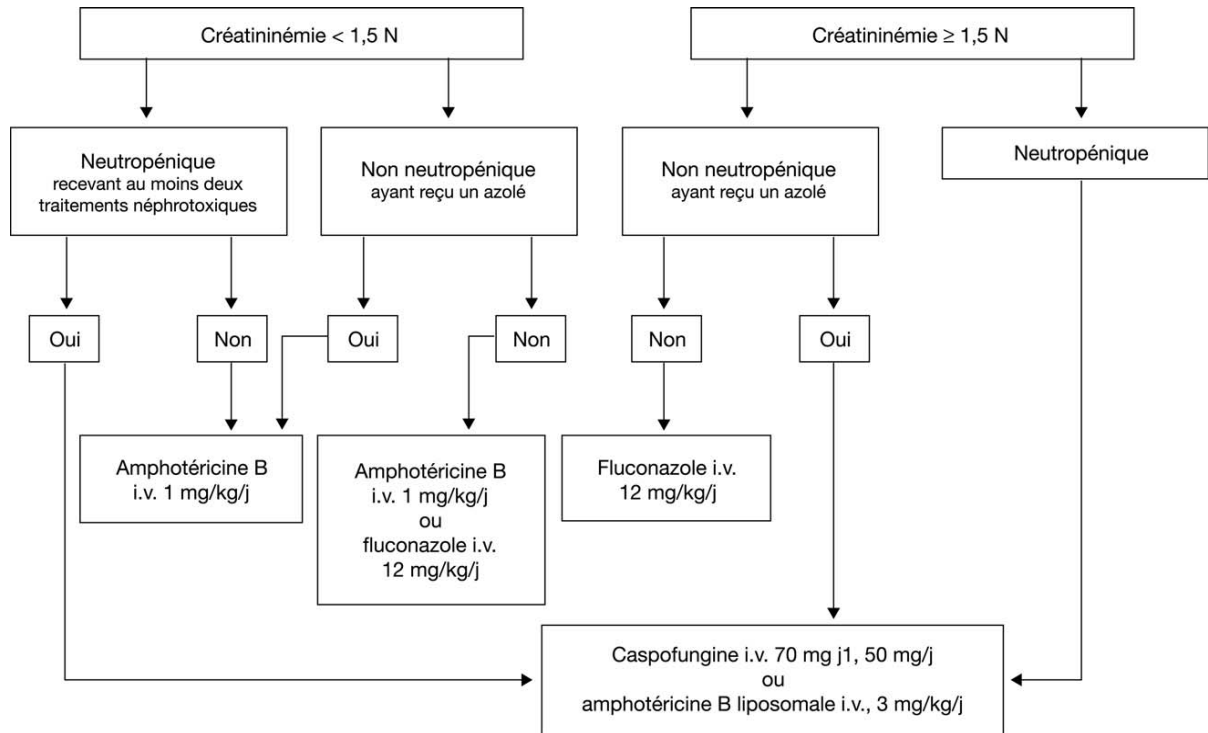 Créatininémie < 1,5 N
Créatininémie ≥ 1,5 N
Neutropénique
recevant au moins deux
traitements néphrotoxiques
Non neutropénique
ayant reçu un azolé
Non neutropénique
ayant reçu un azolé
Neutropénique
Oui
Non
Oui
Non
Non
Oui
Amphotéricine B
i.v. 1 mg/kg/j
Amphotéricine B
i.v. 1 mg/kg/j
ou
fluconazole i.v.
12 mg/kg/j
Fluconazole i.v.
12 mg/kg/j
Caspofungine i.v. 70 mg j1, 50 mg/j
ou
amphotéricine B liposomale i.v., 3 mg/kg/j